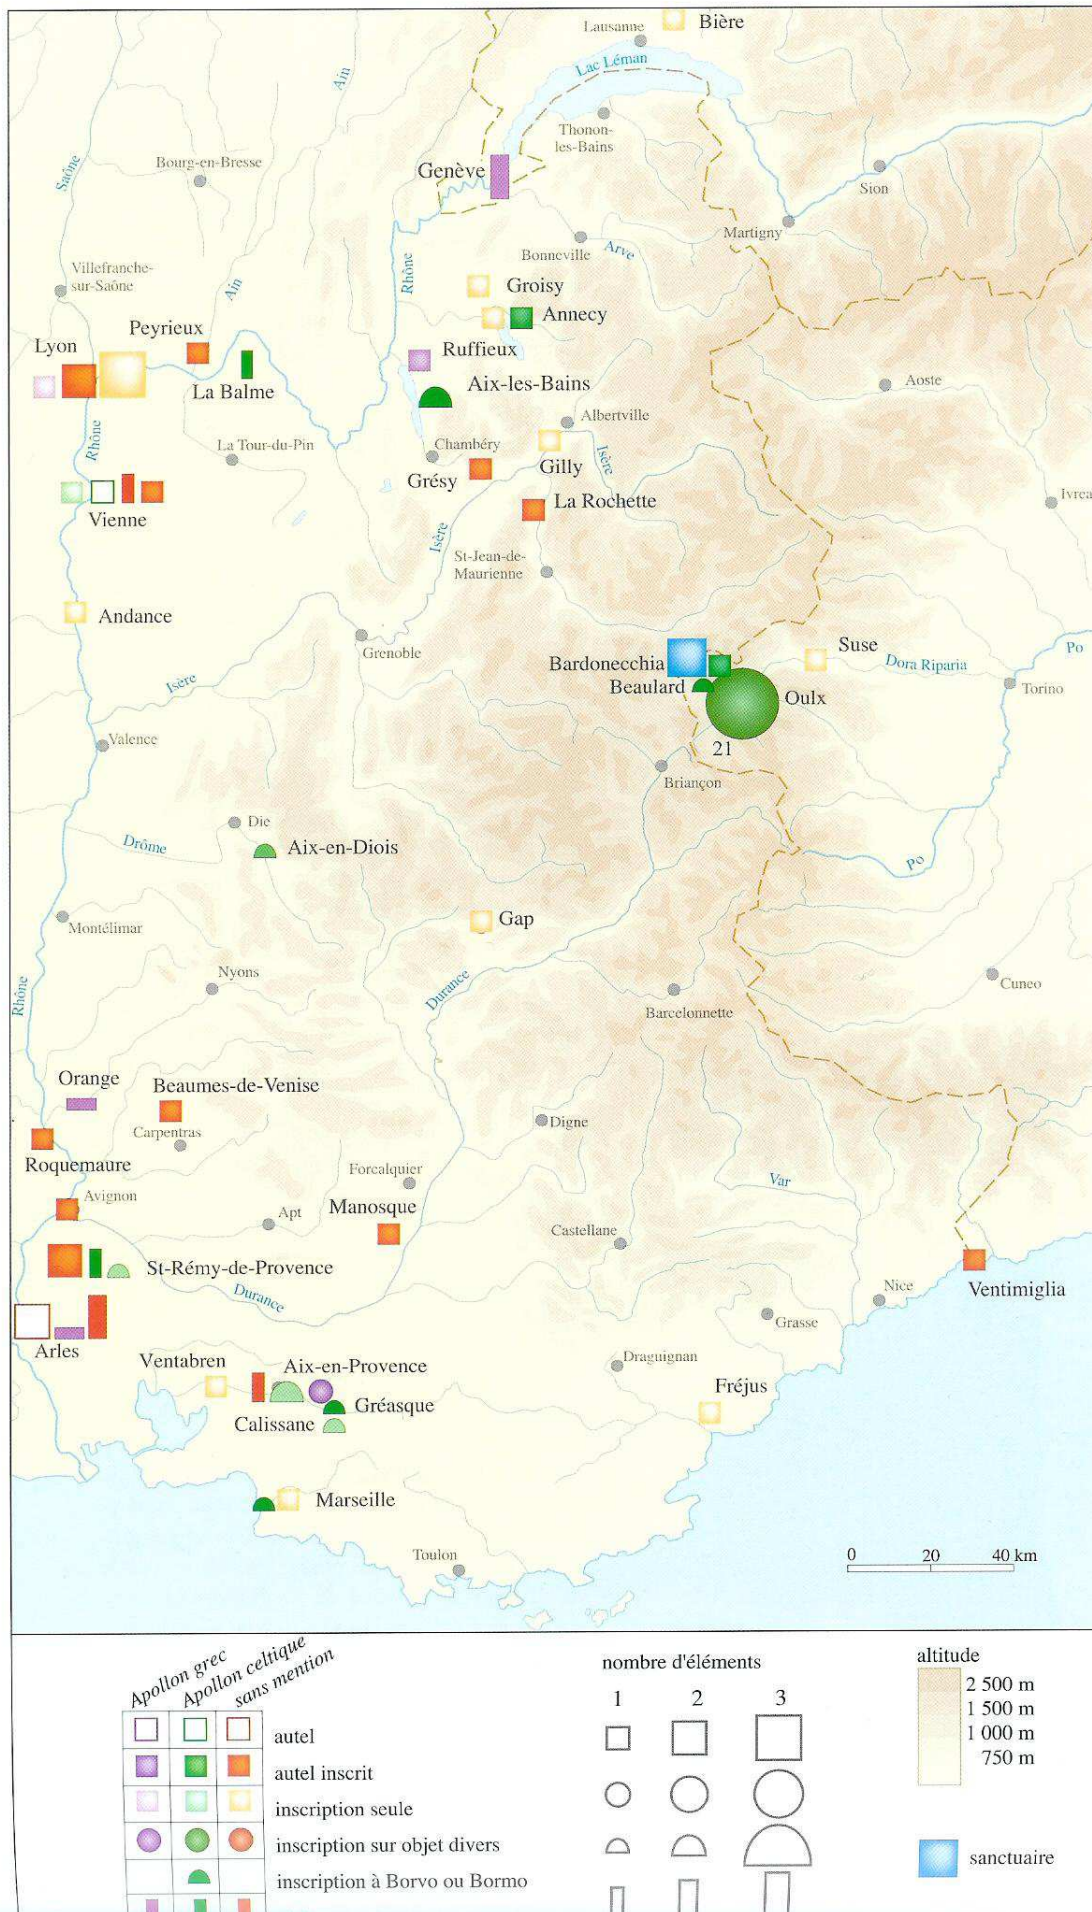 Lausanne
Bière
Lac Léman
Ain
Thonon-
les-Bains
Saône
Bourg-en-Bresse
Genève
Sion
Martigny
Bonneville
Arve
Rhône
Villefranche-
sur-Saône
Ain
Groisy
Annecy
Peyrieux
Lyon
Ruffieux
La Balme
Aix-les-Bains
Aoste
Albertville
Rhône
La Tour-du-Pin
Chambéry
Isère
Grésy
Gilly
La Rochette
Ivrea
Vienne
Isère
St-Jean-de-
Maurienne
Andance
Grenoble
Suse
Po
Bardonecchia
Dora Riparia
Beaulard
Torino
Oulx
Isère
21
Valence
Briançon
Die
Drôme
Aix-en-Diois
Po
Montélimar
Gap
Nyons
Durance
Rhône
Cuneo
Barcelonnette
Orange
Beaumes-de-Venise
Carpentras
Digne
Roquemaure
Forcalquier
Var
Avignon
Apt
Manosque
Castellane
St-Rémy-de-Provence
Durance
Ventimiglia
Nice
Grasse
Arles
Ventabren
Aix-en-Provence
Draguignan
Fréjus
Gréasque
Calissane
Marseille
Toulon
0 20 40 km
Apollon grec
Apollon celtique
sans mention
autel
autel inscrit
inscription seule
inscription sur objet divers
inscription à Borvo ou Bormo
nombre d'éléments
1 2 3
altitude
2 500 m
1 500 m
1 000 m
750 m
sanctuaire